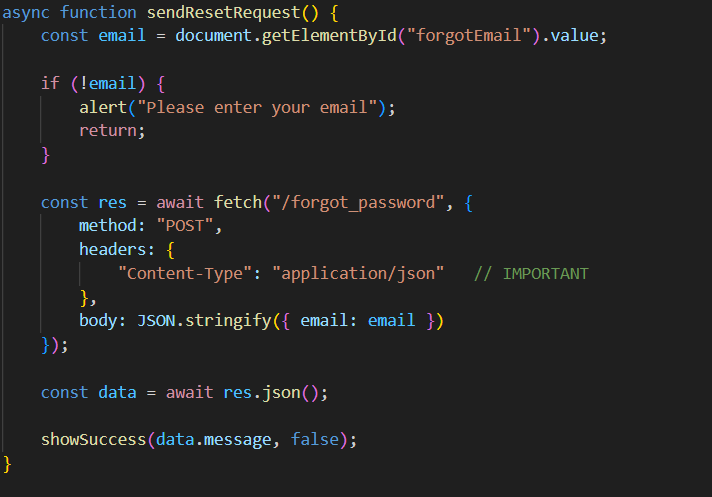 async function sendResetRequest() {
    const email = document.getElementById("forgotEmail").value;

    if (!email) {
        alert("Please enter your email");
        return;
    }

    const res = await fetch("/forgot_password", {
        method: "POST",
        headers: {
            "Content-Type": "application/json"   // IMPORTANT
        },
        body: JSON.stringify({ email: email })
    });

    const data = await res.json();

    showSuccess(data.message, false);
}